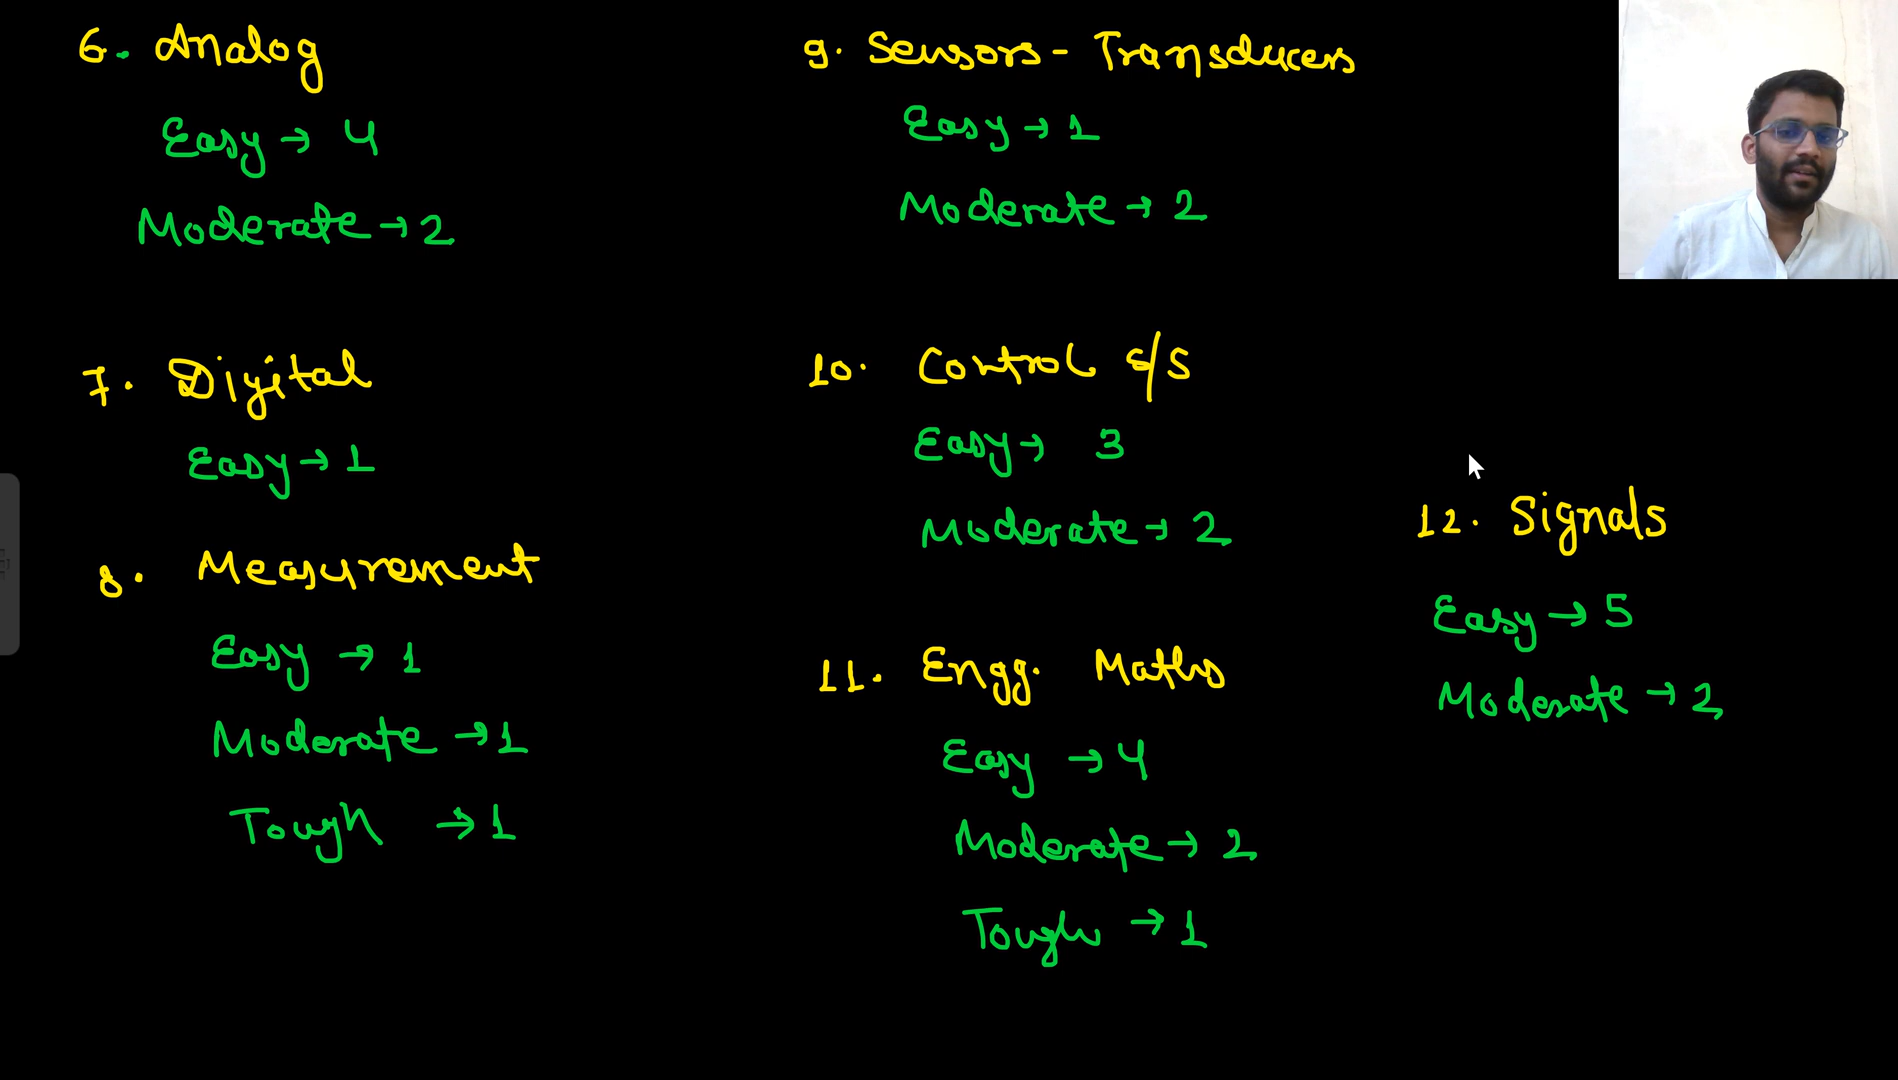 6. Analog
Easy → 4
Moderate → 2
7. Digital
Easy → 1
8. Measurement
Easy → 1
Moderate → 1
Tough → 1
9. Sensors - Transducers
Easy → 1
Moderate → 2
10. Control S/S
Easy → 3
Moderate → 2
11. Engg. Maths
Easy → 4
Moderate → 2
Tough → 1
12. Signals
Easy → 5
Moderate → 2